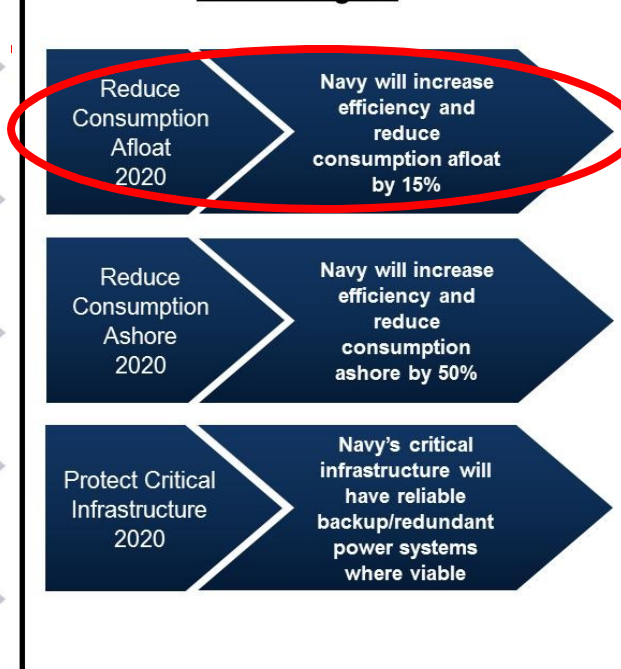 Reduce
Consumption
Afloat
2020
Navy will increase
efficiency and
reduce
consumption afloat
by 15%
Reduce
Consumption
Ashore
2020
Navy will increase
efficiency and
reduce
consumption
ashore by 50%
Protect Critical
Infrastructure
2020
Navy’s critical
infrastructure will
have reliable
backup/redundant
power systems
where viable